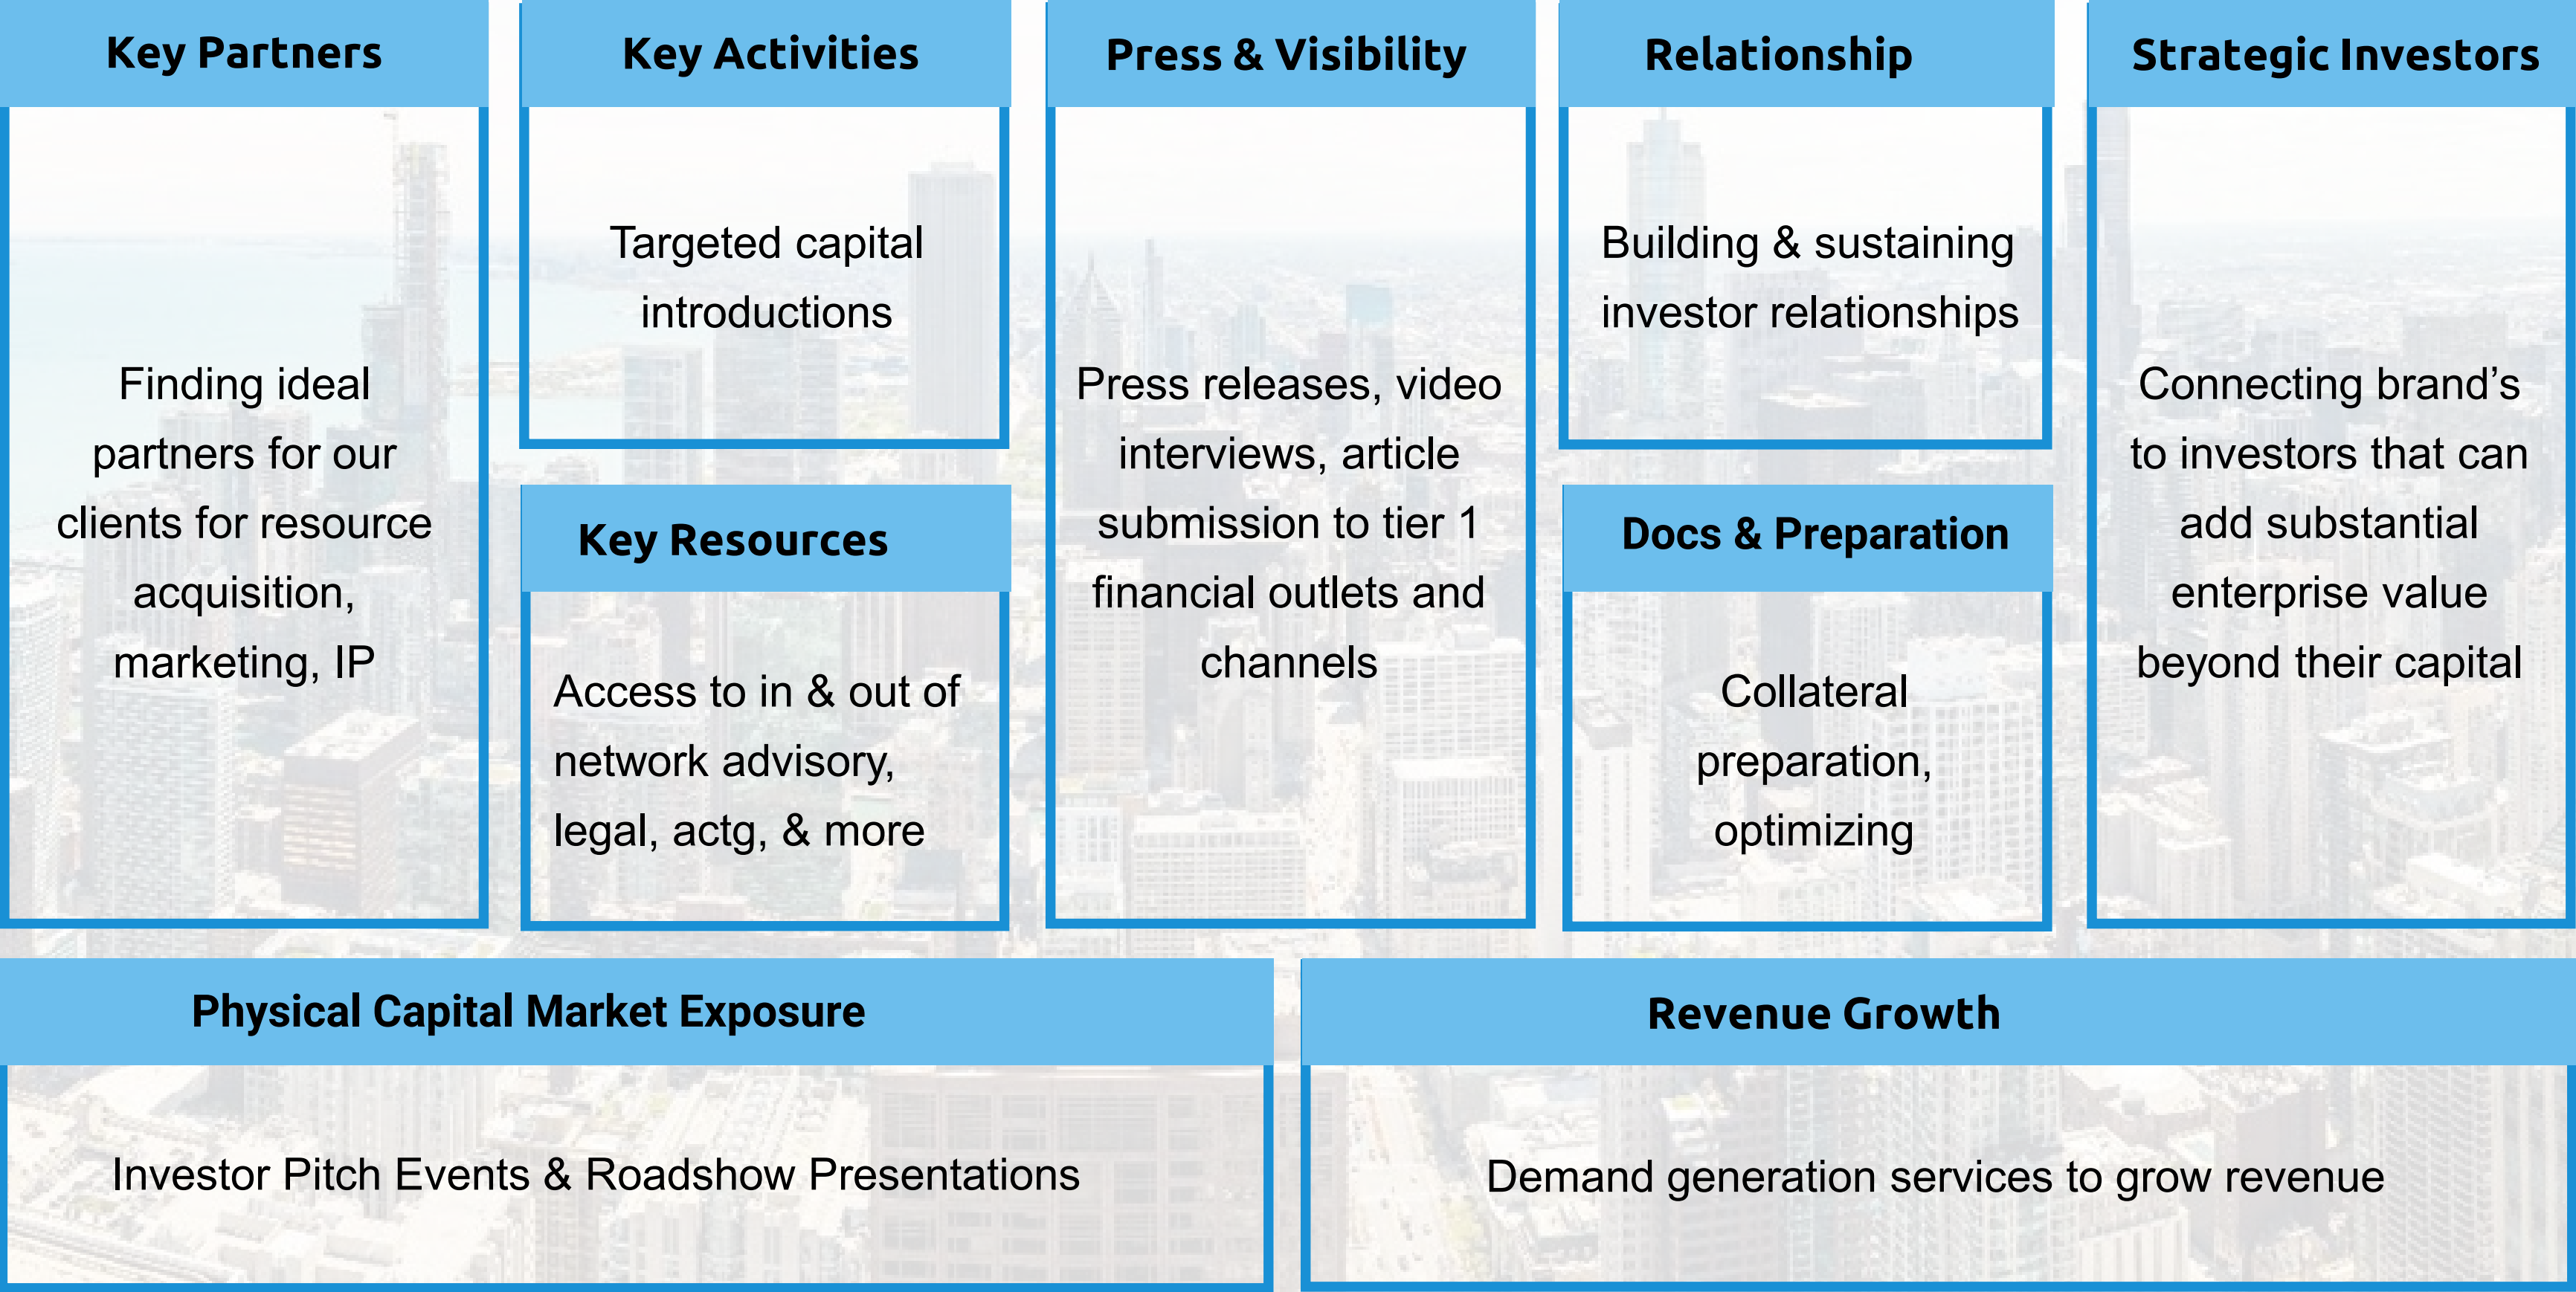 Key Partners
Finding ideal
partners for our
clients for resource
acquisition,
marketing, IP
Key Activities
Targeted capital
introductions
Key Resources
Access to in & out of
network advisory,
legal, actg, & more
Press & Visibility
Press releases, video
interviews, article
submission to tier 1
financial outlets and
channels
Relationship
Building & sustaining
investor relationships
Docs & Preparation
Collateral
preparation,
optimizing
Strategic Investors
Connecting brand’s
to investors that can
add substantial
enterprise value
beyond their capital
Physical Capital Market Exposure
Investor Pitch Events & Roadshow Presentations
Revenue Growth
Demand generation services to grow revenue